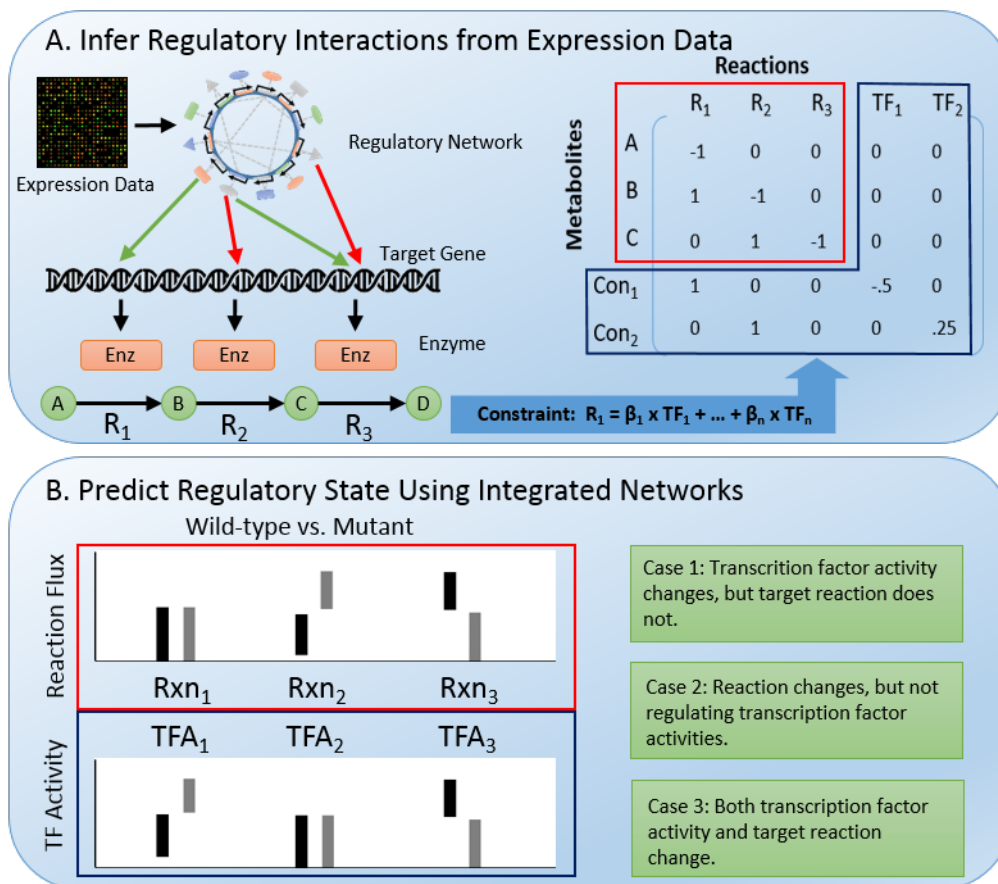 A. Infer Regulatory Interactions from Expression Data
Expression Data
Regulatory Network
Target Gene
Enz Enz Enz
Enzyme
A B C D
R₁ R₂ R₃
Reactions
Metabolites
R₁ R₂ R₃ TF₁ TF₂
A -1 0 0 0 0
B 1 -1 0 0 0
C 0 1 -1 0 0
Con₁ 1 0 0 -.5 0
Con₂ 0 1 0 0 .25
Constraint: R₁ = β₁ x TF₁ + ... + βₙ x TFₙ
B. Predict Regulatory State Using Integrated Networks
Wild-type vs. Mutant
Reaction Flux
Rxn₁ Rxn₂ Rxn₃
TF Activity
TFA₁ TFA₂ TFA₃
Case 1: Transcrition factor activity
changes, but target reaction does
not.
Case 2: Reaction changes, but not
regulating transcription factor
activities.
Case 3: Both transcription factor
activity and target reaction
change.